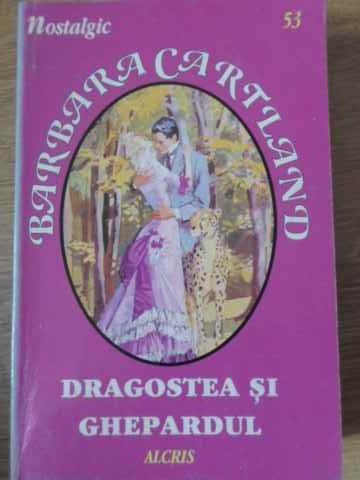 nostalgic
53
BARBARA CARTLAND
DRAGOSTEA ȘI
GHEPARDUL
ALCRIS